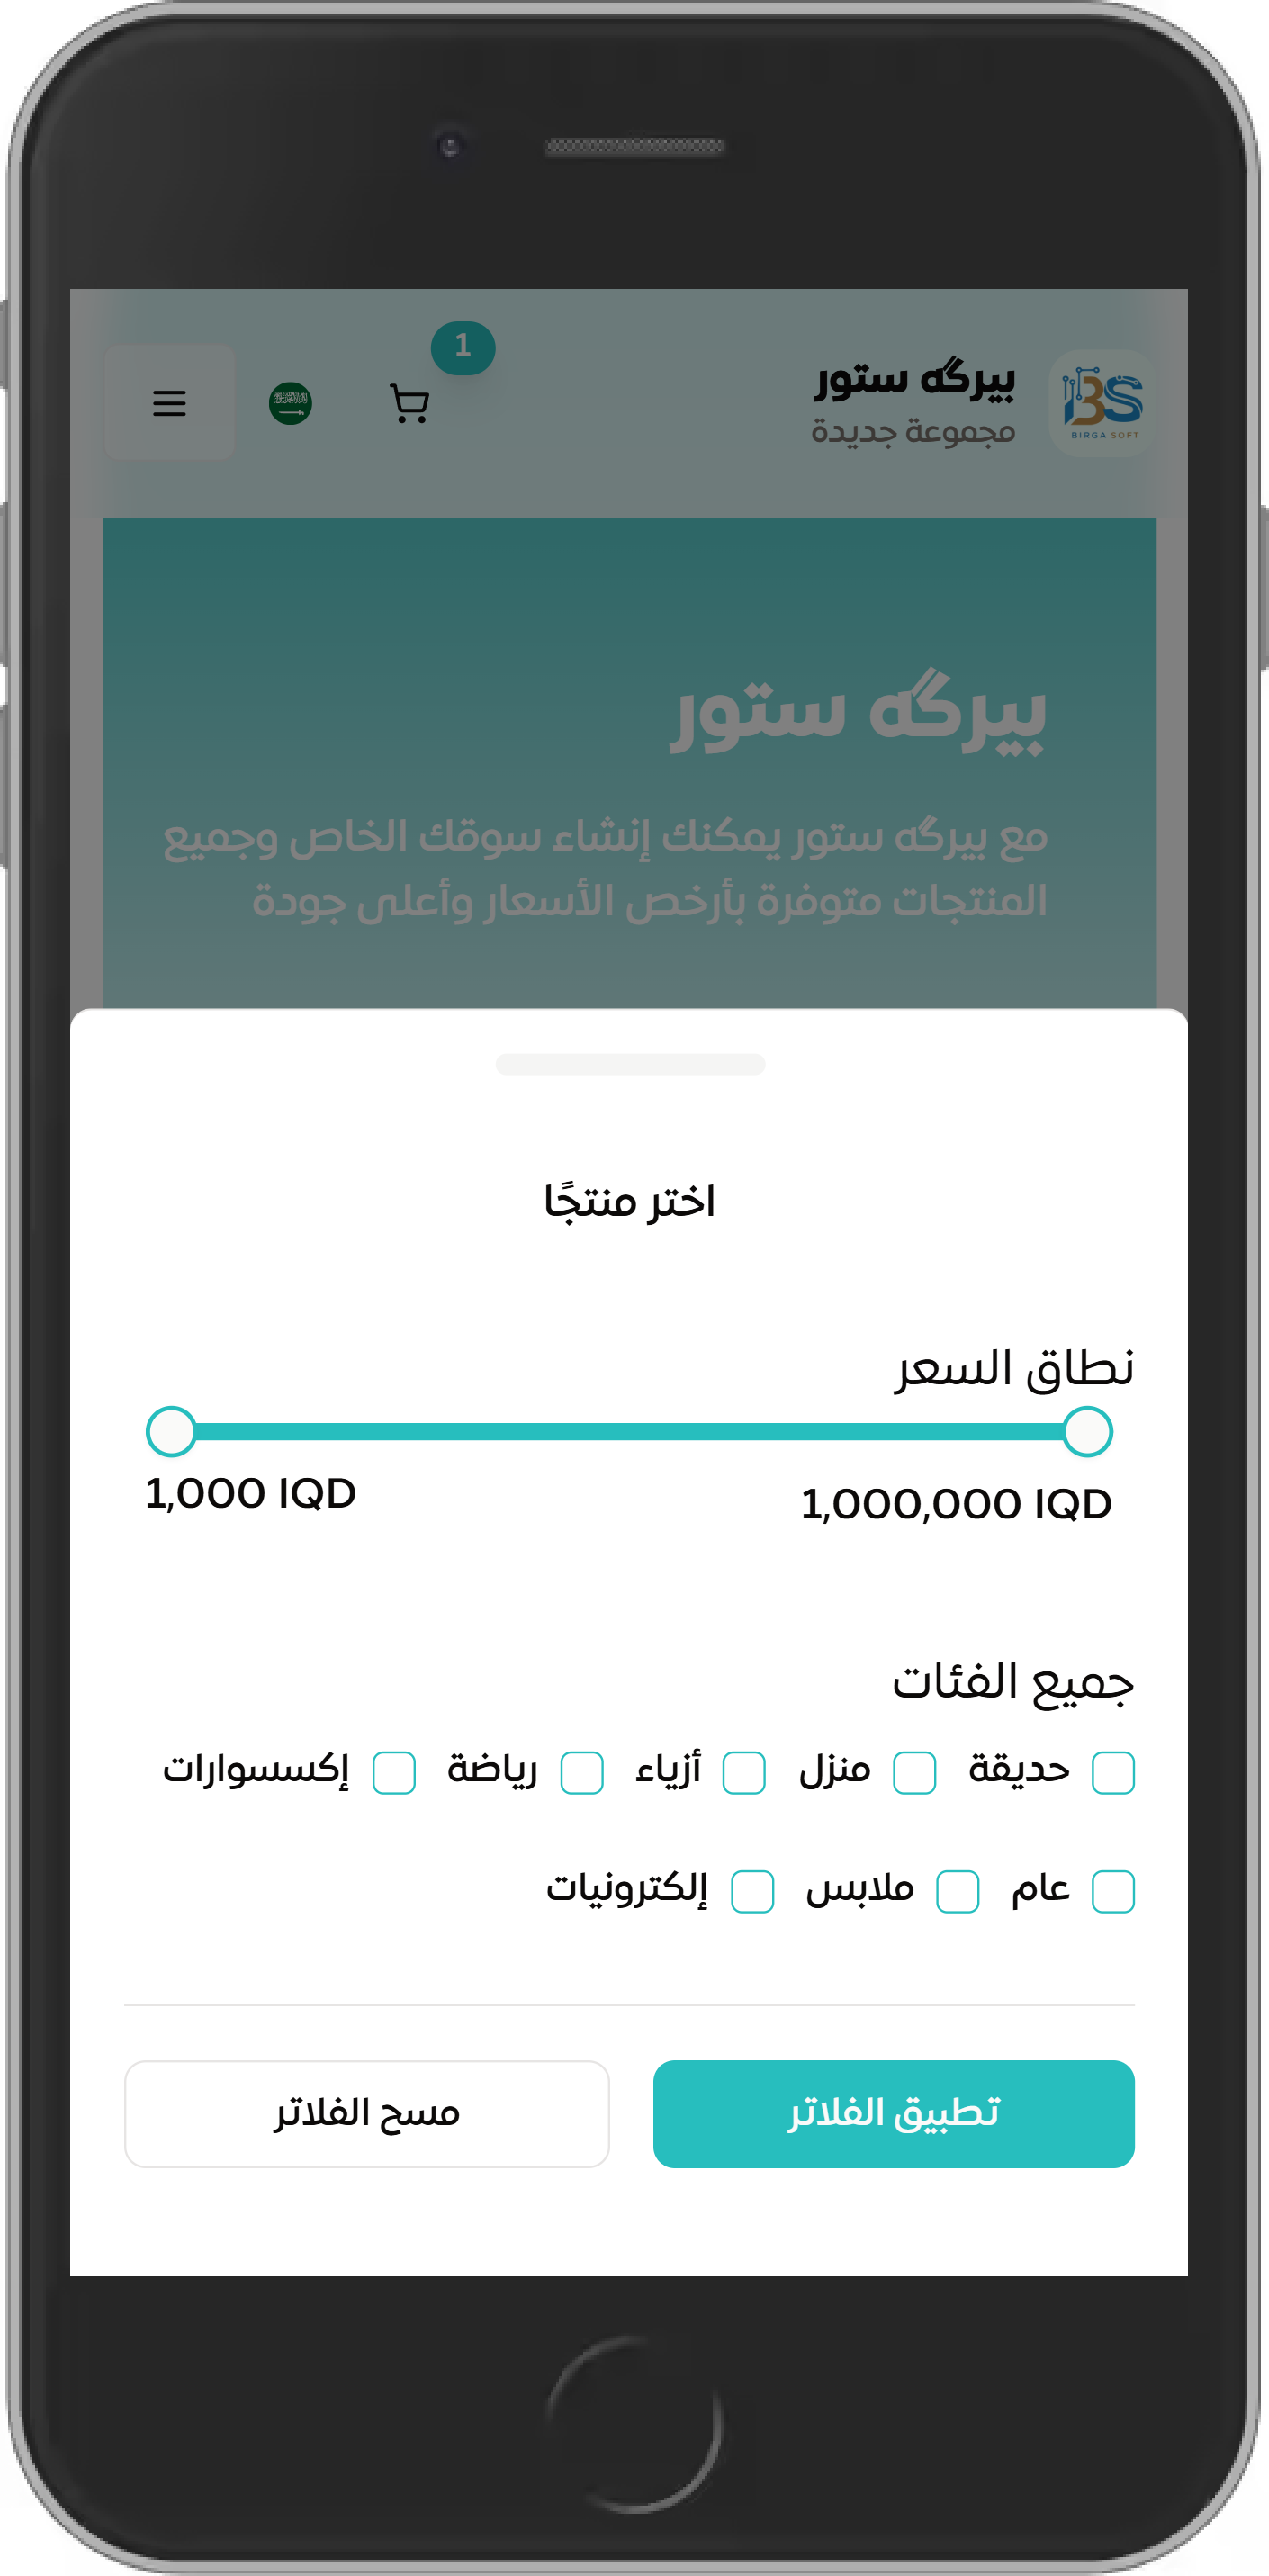 BIRGA SOFT
بيرگه ستور
مجموعة جديدة
1
بيرگه ستور
مع بيرگه ستور يمكنك إنشاء سوقك الخاص وجميع
المنتجات متوفرة بأرخص الأسعار وأعلى جودة
اختر منتجًا
نطاق السعر
1,000,000 IQD
1,000 IQD
جميع الفئات
حديقة منزل أزياء رياضة إكسسوارات
عام ملابس إلكترونيات
تطبيق الفلاتر
مسح الفلاتر